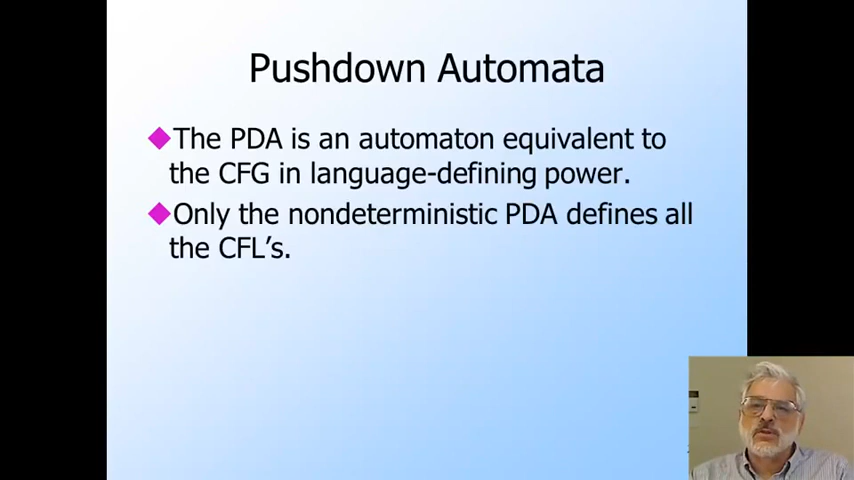 Pushdown Automata
The PDA is an automaton equivalent to
the CFG in language-defining power.
Only the nondeterministic PDA defines all
the CFL's.